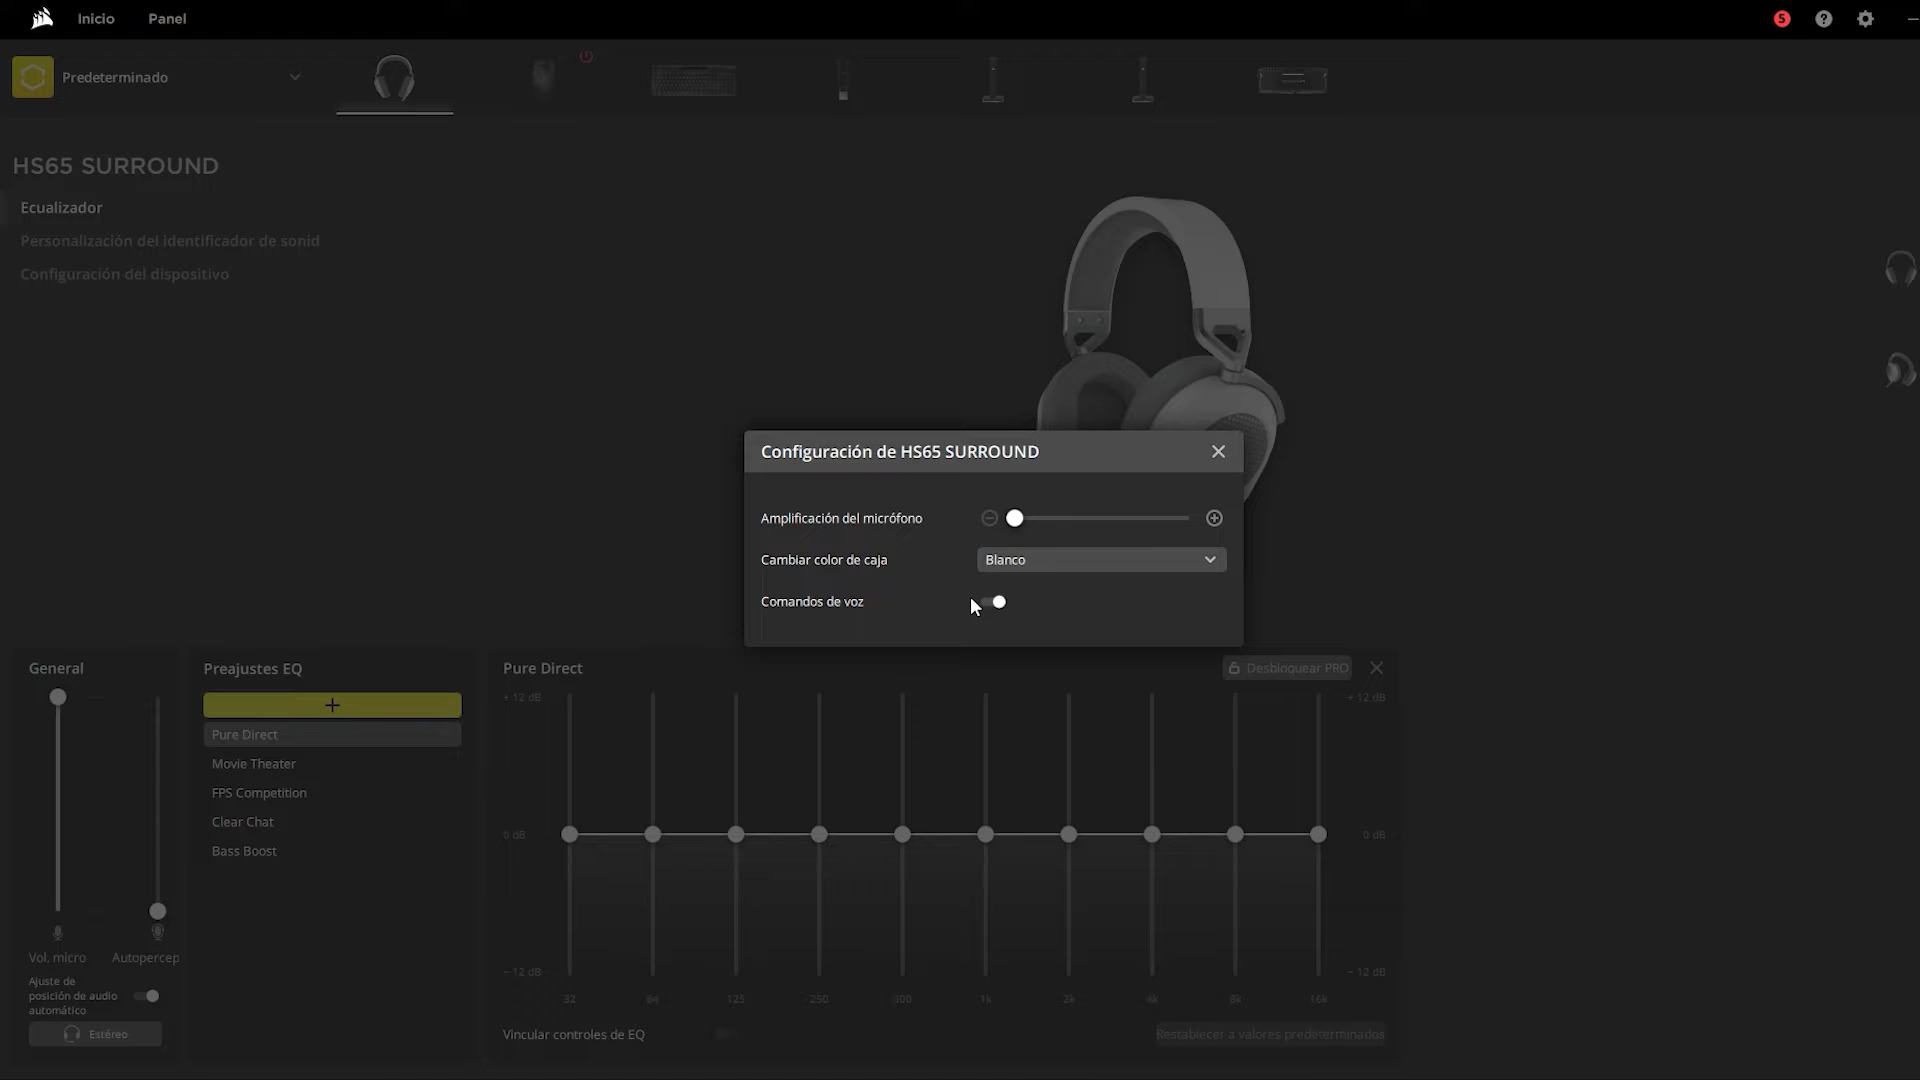 Inicio
Panel
5
?
Predeterminado
HS65 SURROUND
Ecualizador
Personalización del identificador de sonid
Configuración del dispositivo
Configuración de HS65 SURROUND
Amplificación del micrófono
Cambiar color de caja
Blanco
Comandos de voz
General
Vol. micro
Autopercep
Ajuste de
posición de audio
automático
Estéreo
Preajustes EQ
+
Pure Direct
Movie Theater
FPS Competition
Clear Chat
Bass Boost
Pure Direct
Desbloquear PRO
+ 12 dB
+ 12 dB
0 dB
0 dB
- 12 dB
- 12 dB
32
64
125
250
500
1k
2k
4k
8k
16k
Vincular controles de EQ
Restablecer a valores predeterminados